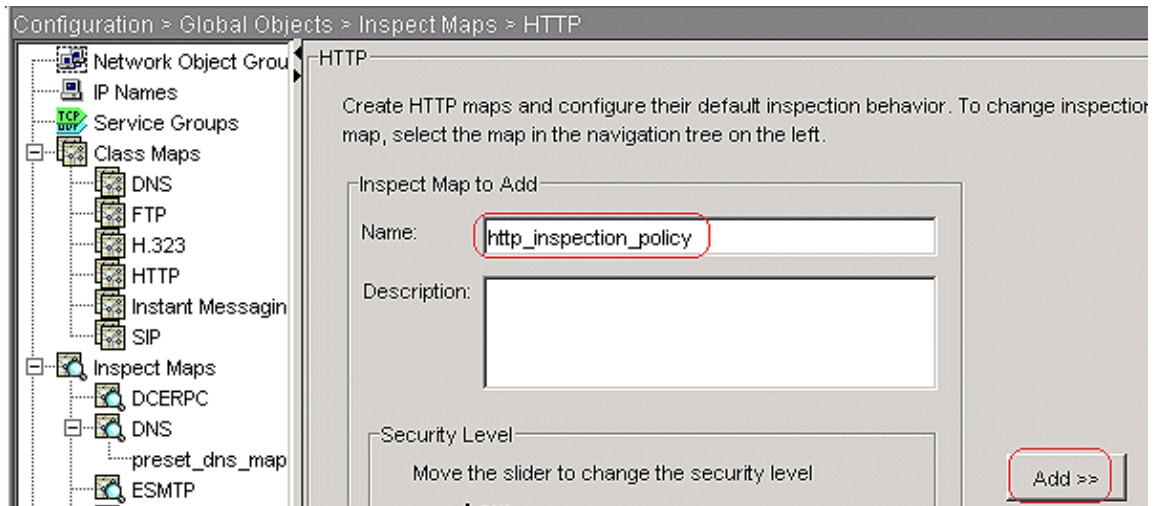 Configuration > Global Objects > Inspect Maps > HTTP
Network Object Grou
IP Names
TCP
UDP
Service Groups
Class Maps
DNS
FTP
H.323
HTTP
Instant Messagin
SIP
Inspect Maps
DCERPC
DNS
preset_dns_map
ESMTP
HTTP
Create HTTP maps and configure their default inspection behavior. To change inspection
map, select the map in the navigation tree on the left.
Inspect Map to Add
Name:
http_inspection_policy
Description:
Security Level
Move the slider to change the security level
Add >>